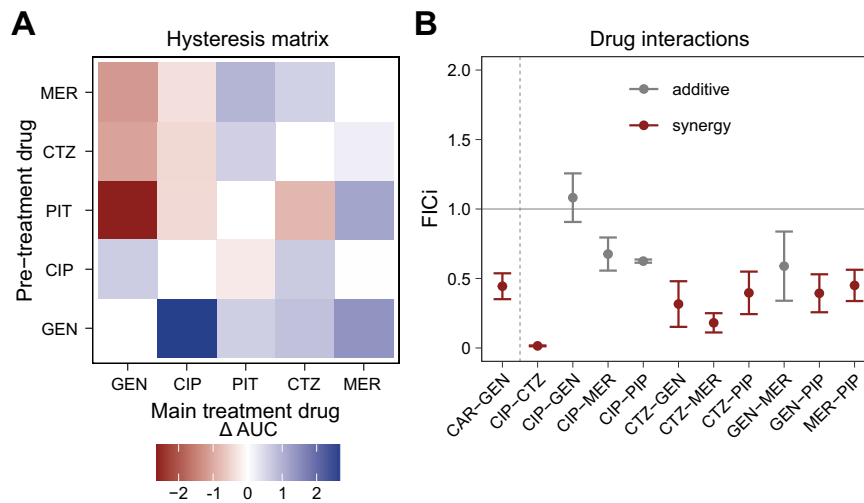 A
Hysteresis matrix
Pre-treatment drug
MER
CTZ
PIT
CIP
GEN
GEN CIP PIT CTZ MER
Main treatment drug
Δ AUC
−2 -1 0 1 2
B
Drug interactions
FICi
2.0
1.5
1.0
0.5
0
additive
synergy
CAR−GEN
CIP−CTZ
CIP−GEN
CIP−MER
CIP−PIP
CTZ−GEN
CTZ−MER
CTZ−PIP
GEN−MER
GEN−PIP
MER−PIP